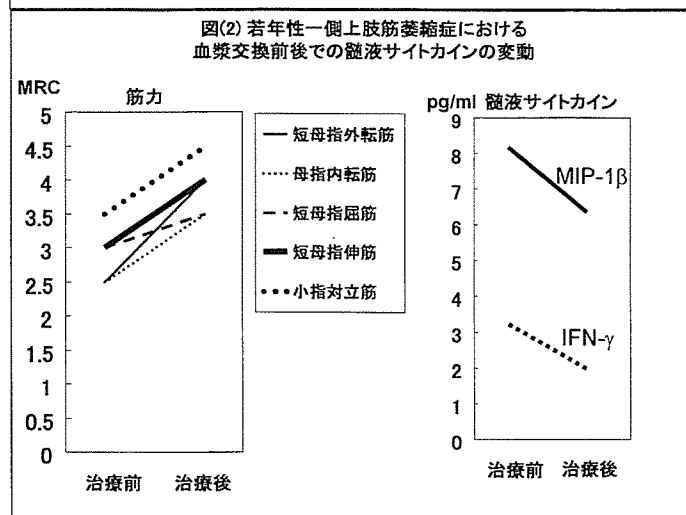 図(2) 若年性一側上肢筋萎縮症における
血漿交換前後での髄液サイトカインの変動
MRC
筋力
5
4.5
4
3.5
3
2.5
2
1.5
1
0.5
0
治療前
治療後
短母指外転筋
母指内転筋
短母指屈筋
短母指伸筋
小指対立筋
pg/ml 髄液サイトカイン
9
8
7
6
5
4
3
2
1
0
MIP-1β
IFN-γ
治療前
治療後